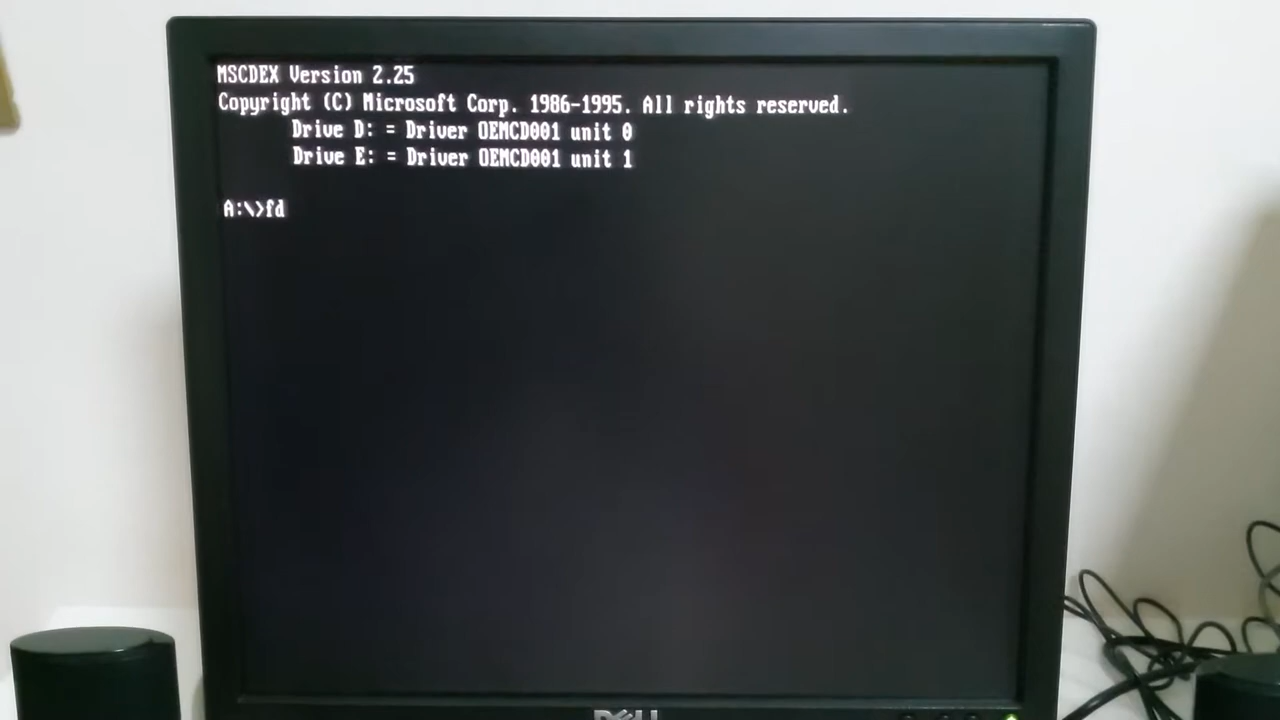 MSCDEX Version 2.25
Copyright (C) Microsoft Corp. 1986-1995. All rights reserved.
Drive D: = Driver OEMCD001 unit 0
Drive E: = Driver OEMCD001 unit 1
A:\>fd
DELL